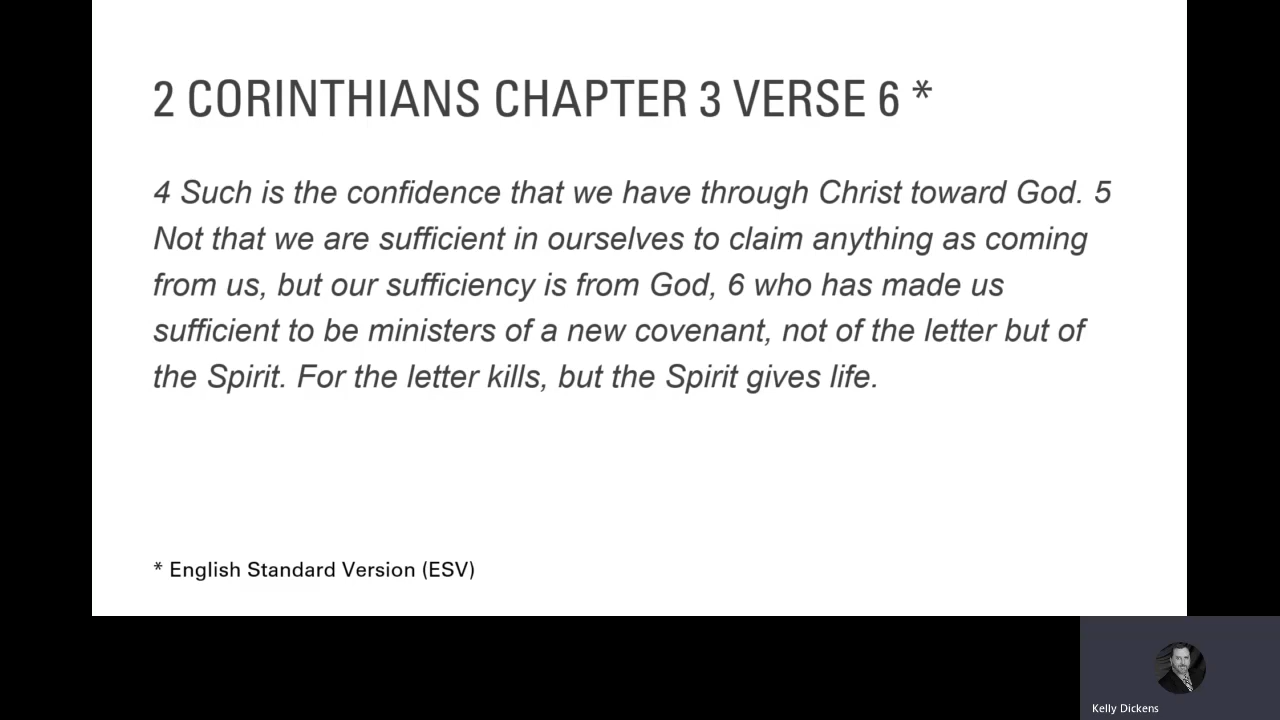 2 CORINTHIANS CHAPTER 3 VERSE 6 *
4 Such is the confidence that we have through Christ toward God. 5
Not that we are sufficient in ourselves to claim anything as coming
from us, but our sufficiency is from God, 6 who has made us
sufficient to be ministers of a new covenant, not of the letter but of
the Spirit. For the letter kills, but the Spirit gives life.
* English Standard Version (ESV)
Kelly Dickens